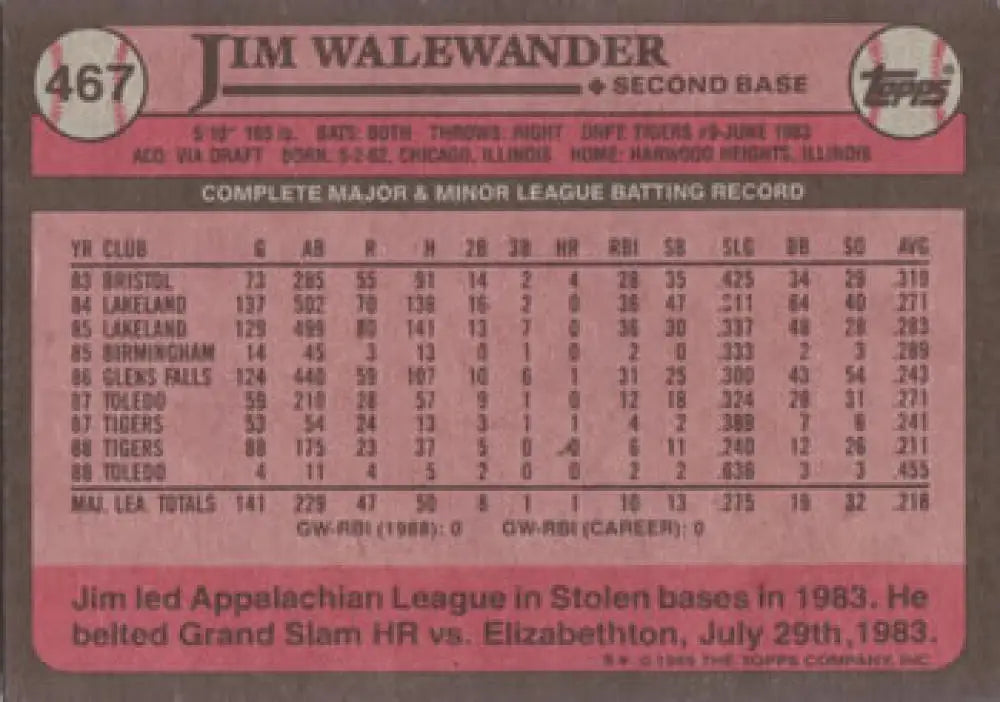 467
JIM WALEWANDER
SECOND BASE
TOPPS®
5'10" 165 lb. BATS: BOTH THROWS: RIGHT DRFT: TIGERS #9-JUNE 1983
ACQ: VIA DRAFT BORN: 5-2-62, CHICAGO, ILLINOIS HOME: HARWOOD HEIGHTS, ILLINOIS
COMPLETE MAJOR & MINOR LEAGUE BATTING RECORD
YR CLUB G AB R H 2B 3B HR RBI SB SLG BB SO AVG
83 BRISTOL 73 285 55 91 14 2 4 28 35 .425 34 29 .319
84 LAKELAND 137 502 70 136 16 2 0 36 47 .311 64 40 .271
85 LAKELAND 129 499 80 141 13 7 0 36 30 .337 48 28 .283
85 BIRMINGHAM 14 45 3 13 0 1 0 2 0 .333 2 3 .289
86 GLENS FALLS 124 440 59 107 10 6 1 31 25 .300 43 54 .243
87 TOLEDO 59 210 28 57 9 1 0 12 18 .324 28 31 .271
87 TIGERS 53 54 24 13 3 1 1 4 2 .389 7 6 .241
88 TIGERS 88 175 23 37 5 0 0 6 11 .240 12 26 .211
88 TOLEDO 4 11 4 5 2 0 0 2 2 .636 3 3 .455
MAJ. LEA. TOTALS 141 229 47 50 8 1 1 10 13 .275 19 32 .218
GW-RBI (1988): 0 GW-RBI (CAREER): 0
Jim led Appalachian League in Stolen bases in 1983. He
belted Grand Slam HR vs. Elizabethton, July 29th, 1983.
© 1989 THE TOPPS COMPANY, INC.